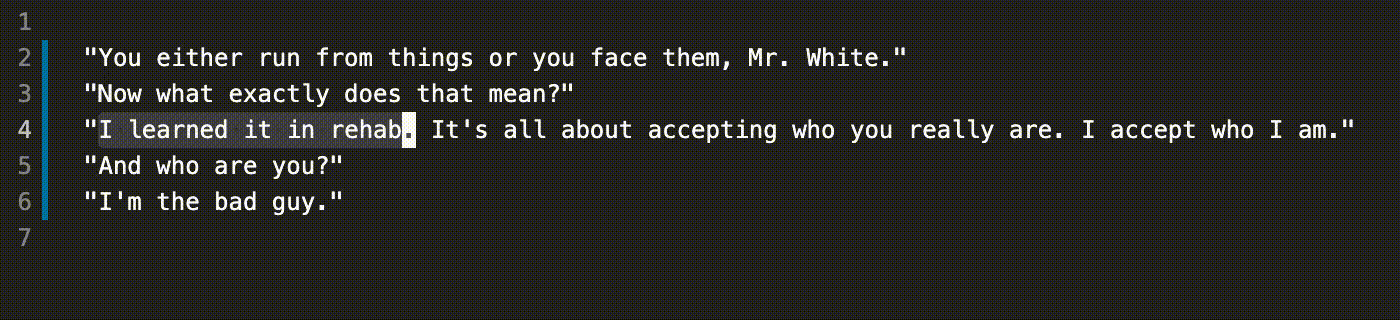 1
2 "You either run from things or you face them, Mr. White."
3 "Now what exactly does that mean?"
4 "I learned it in rehab. It's all about accepting who you really are. I accept who I am."
5 "And who are you?"
6 "I'm the bad guy."
7